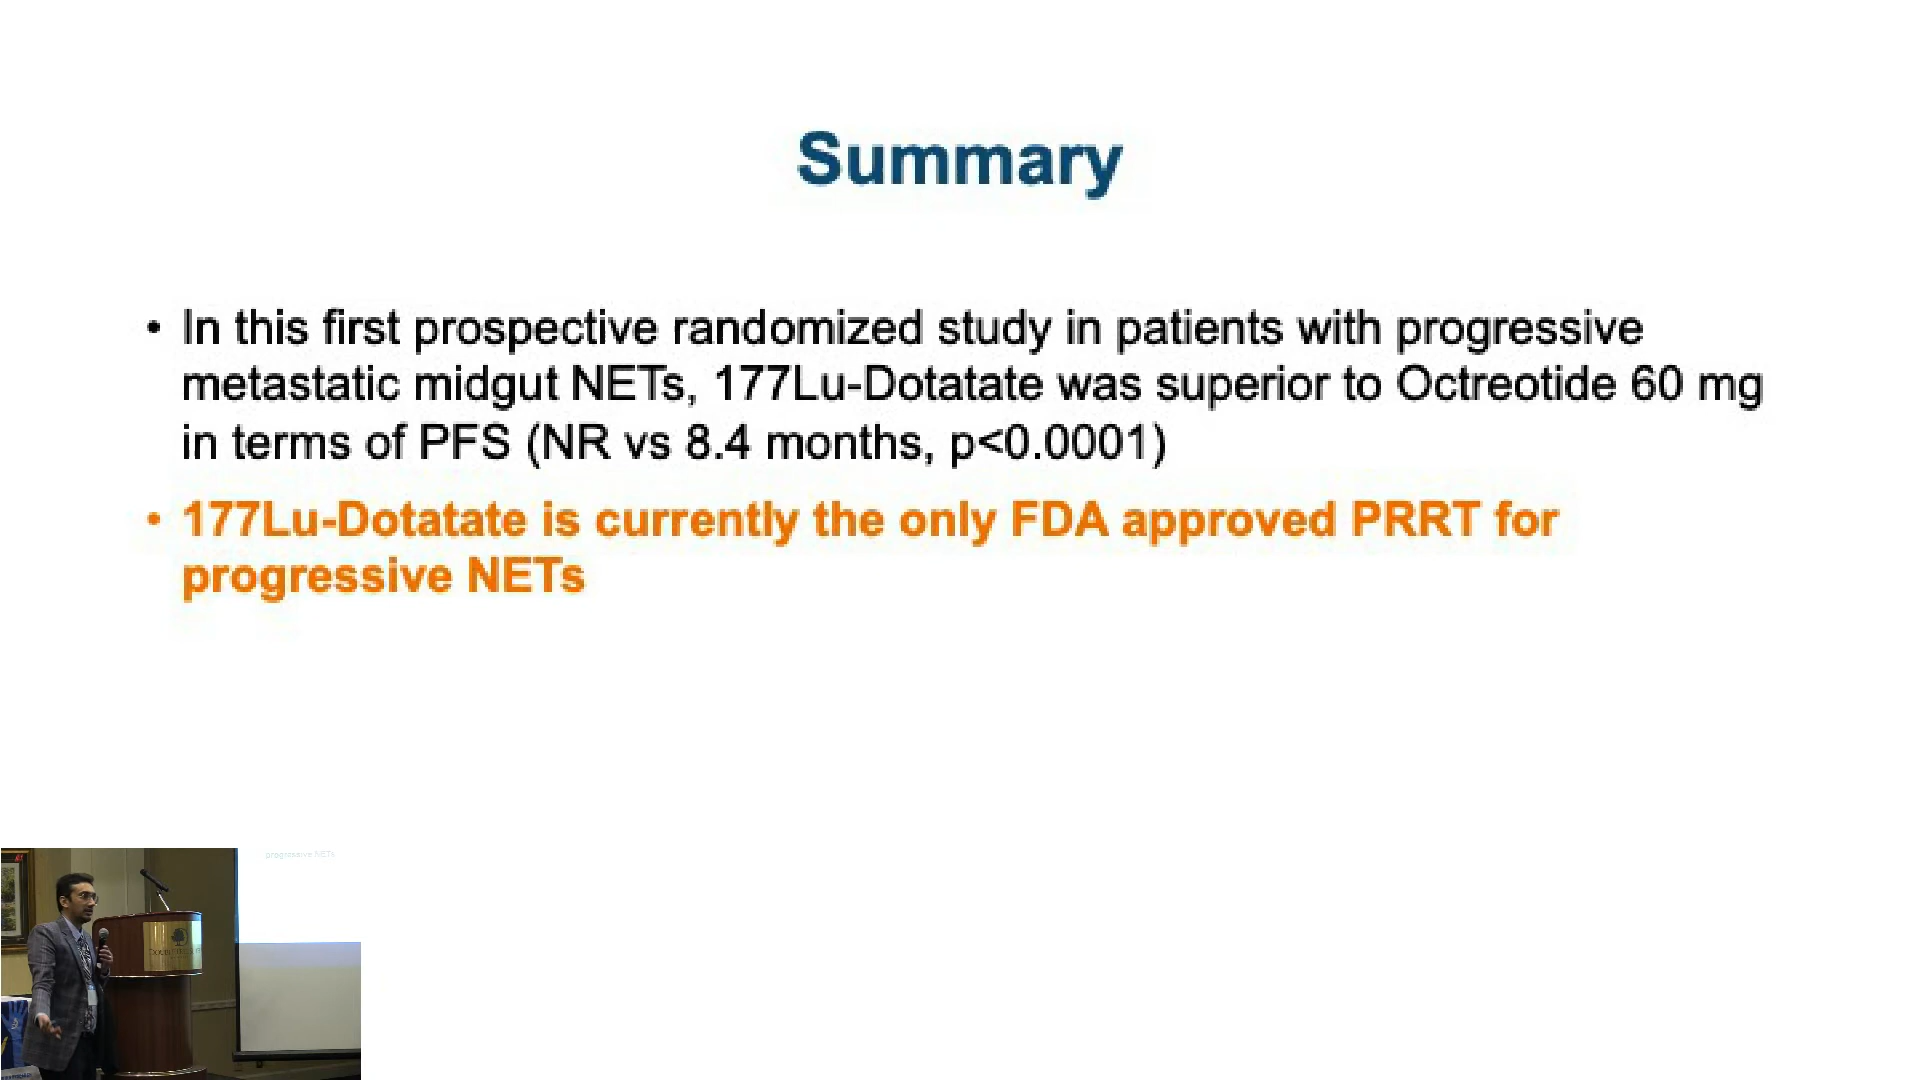 Summary
• In this first prospective randomized study in patients with progressive
metastatic midgut NETs, 177Lu-Dotatate was superior to Octreotide 60 mg
in terms of PFS (NR vs 8.4 months, p<0.0001)
• 177Lu-Dotatate is currently the only FDA approved PRRT for
progressive NETs
progressive NETs